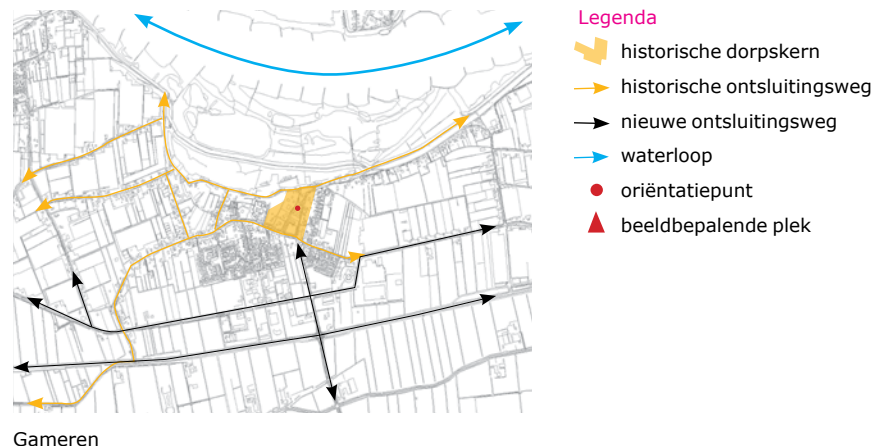 Legenda
historische dorpskern
historische ontsluitingsweg
nieuwe ontsluitingsweg
waterloop
oriëntatiepunt
beeldbepalende plek
Gameren